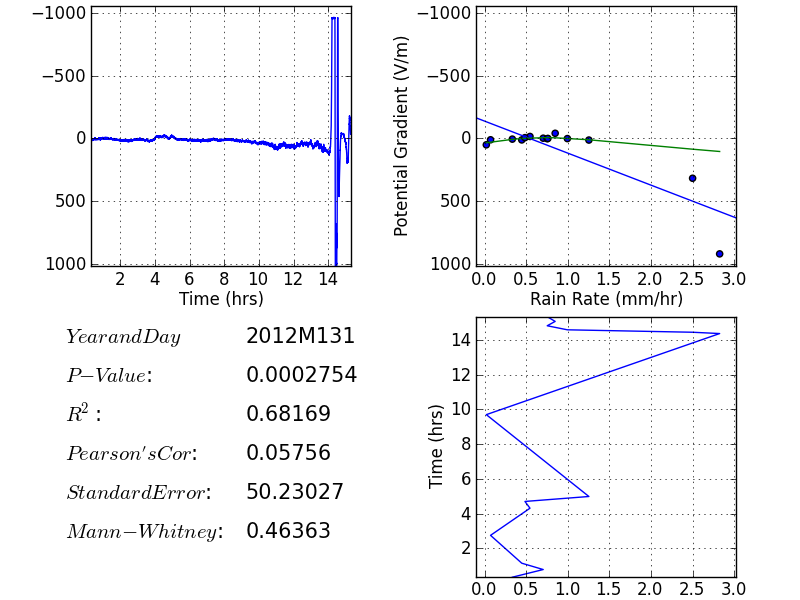 −1000
−500
0
500
1000
2 4 6 8 10 12 14
Time (hrs)
Potential Gradient (V/m)
−1000
−500
0
500
1000
0.0 0.5 1.0 1.5 2.0 2.5 3.0
Rain Rate (mm/hr)
YearandDay 2012M131
P−Value: 0.0002754
R² : 0.68169
Pearson'sCor: 0.05756
StandardError: 50.23027
Mann−Whitney: 0.46363
Time (hrs)
14
12
10
8
6
4
2
0.0 0.5 1.0 1.5 2.0 2.5 3.0